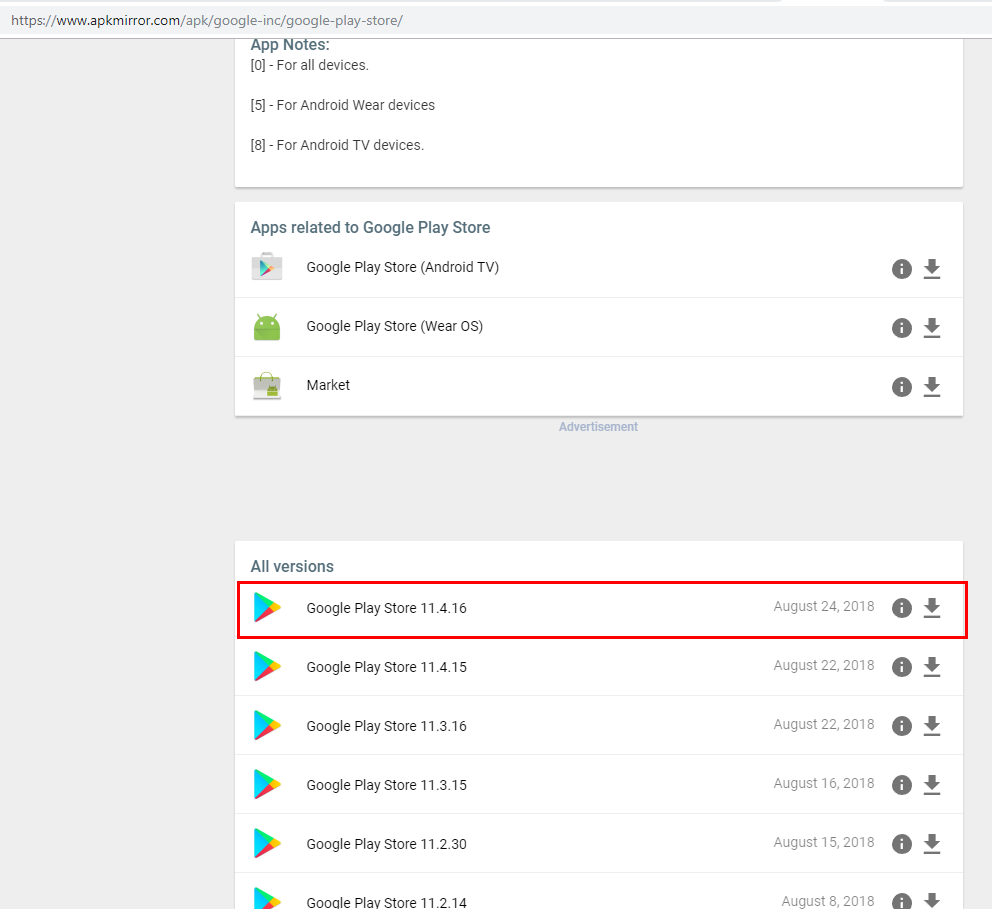 https://www.apkmirror.com/apk/google-inc/google-play-store/
App Notes:
[0] - For all devices.
[5] - For Android Wear devices
[8] - For Android TV devices.
Apps related to Google Play Store
Google Play Store (Android TV)
Google Play Store (Wear OS)
Market
Advertisement
All versions
Google Play Store 11.4.16 August 24, 2018
Google Play Store 11.4.15 August 22, 2018
Google Play Store 11.3.16 August 22, 2018
Google Play Store 11.3.15 August 16, 2018
Google Play Store 11.2.30 August 15, 2018
Google Play Store 11.2.14 August 8, 2018